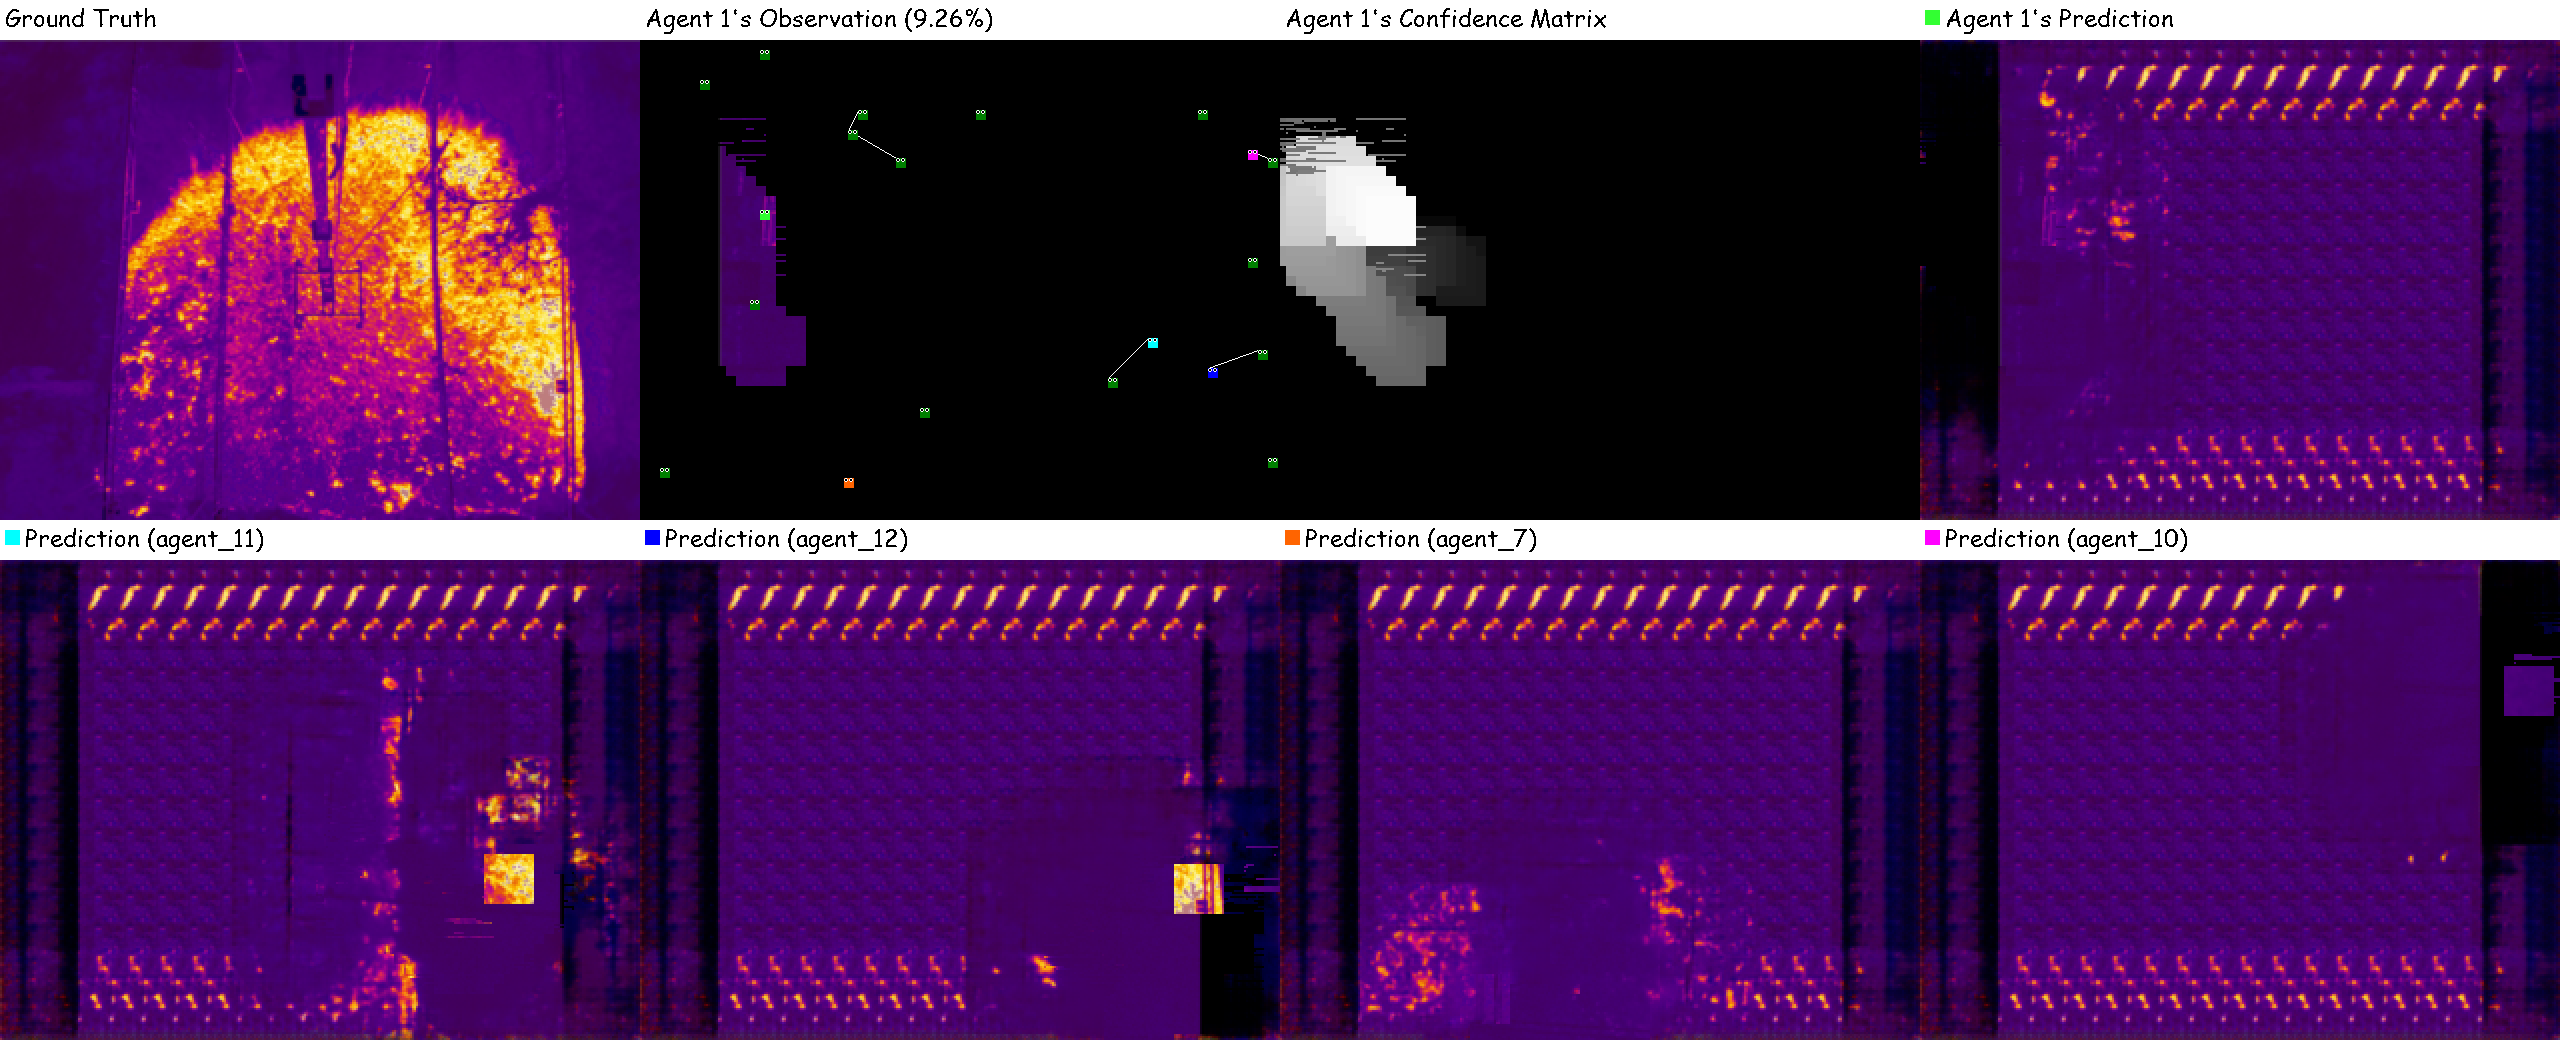 Ground Truth
Agent 1's Observation (9.26%)
Agent 1's Confidence Matrix
Agent 1's Prediction
Prediction (agent_11)
Prediction (agent_12)
Prediction (agent_7)
Prediction (agent_10)